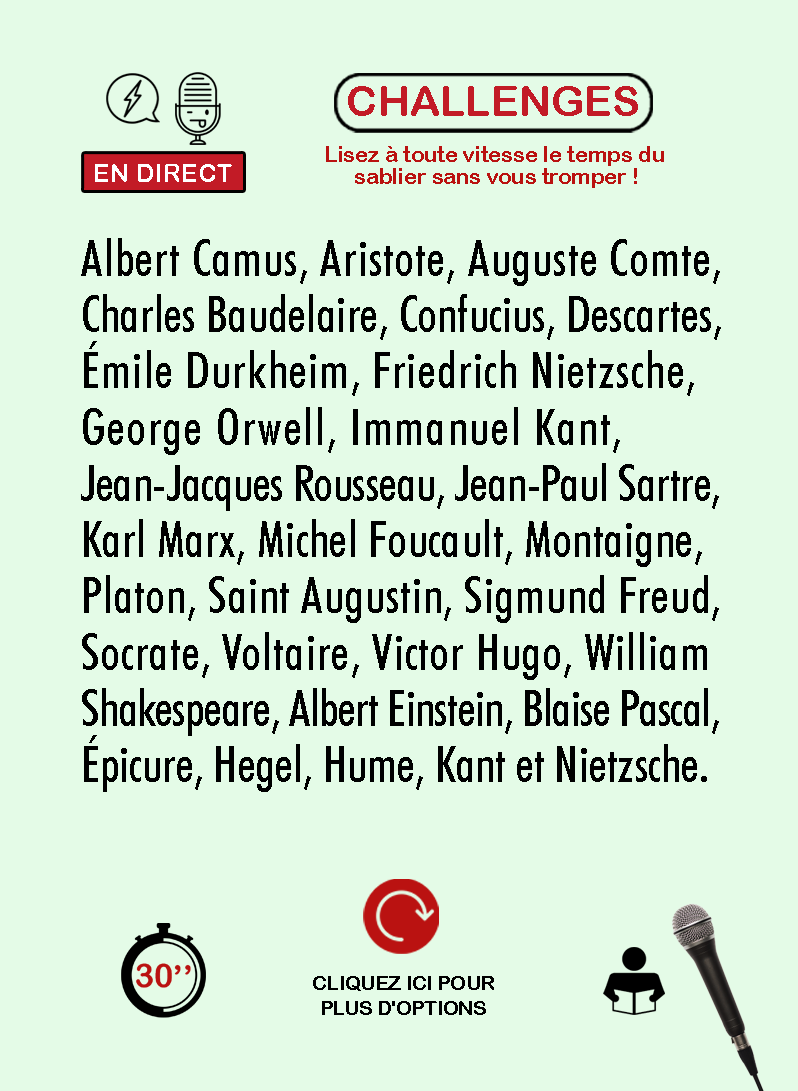 CHALLENGES
EN DIRECT
Lisez à toute vitesse le temps du
sablier sans vous tromper !
Albert Camus, Aristote, Auguste Comte,
Charles Baudelaire, Confucius, Descartes,
Émile Durkheim, Friedrich Nietzsche,
George Orwell, Immanuel Kant,
Jean-Jacques Rousseau, Jean-Paul Sartre,
Karl Marx, Michel Foucault, Montaigne,
Platon, Saint Augustin, Sigmund Freud,
Socrate, Voltaire, Victor Hugo, William
Shakespeare, Albert Einstein, Blaise Pascal,
Épicure, Hegel, Hume, Kant et Nietzsche.
30’’
CLIQUEZ ICI POUR
PLUS D'OPTIONS